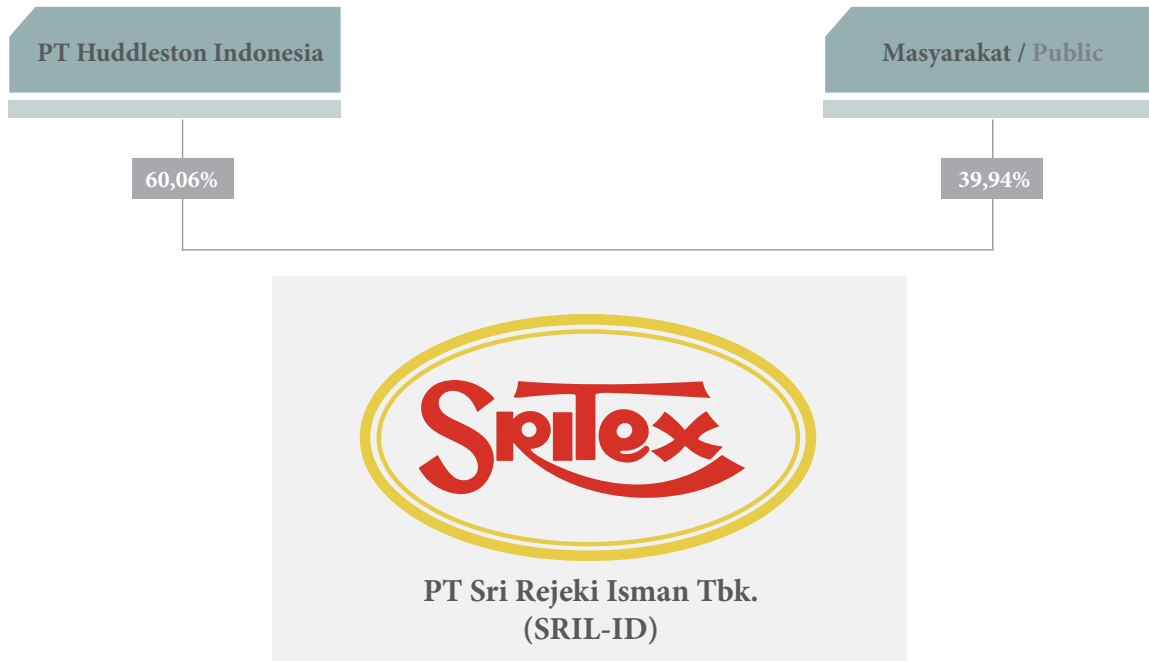 PT Huddleston Indonesia
Masyarakat / Public
60,06%
39,94%
SRITex
PT Sri Rejeki Isman Tbk.
(SRIL-ID)